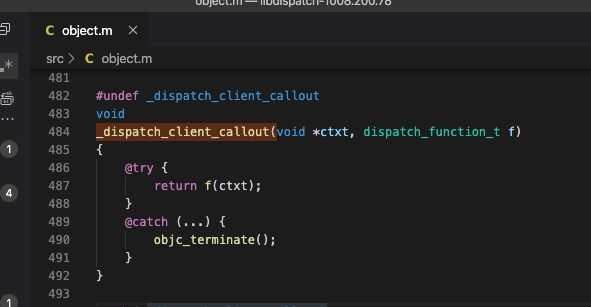 object.m — libdispatch-1008.200.78
C object.m ×
src > C object.m
481
482 #undef _dispatch_client_callout
483 void
484 _dispatch_client_callout(void *ctxt, dispatch_function_t f)
485 {
486 @try {
487 return f(ctxt);
488 }
489 @catch (...) {
490 objc_terminate();
491 }
492 }
493
.*
...
1
4
1